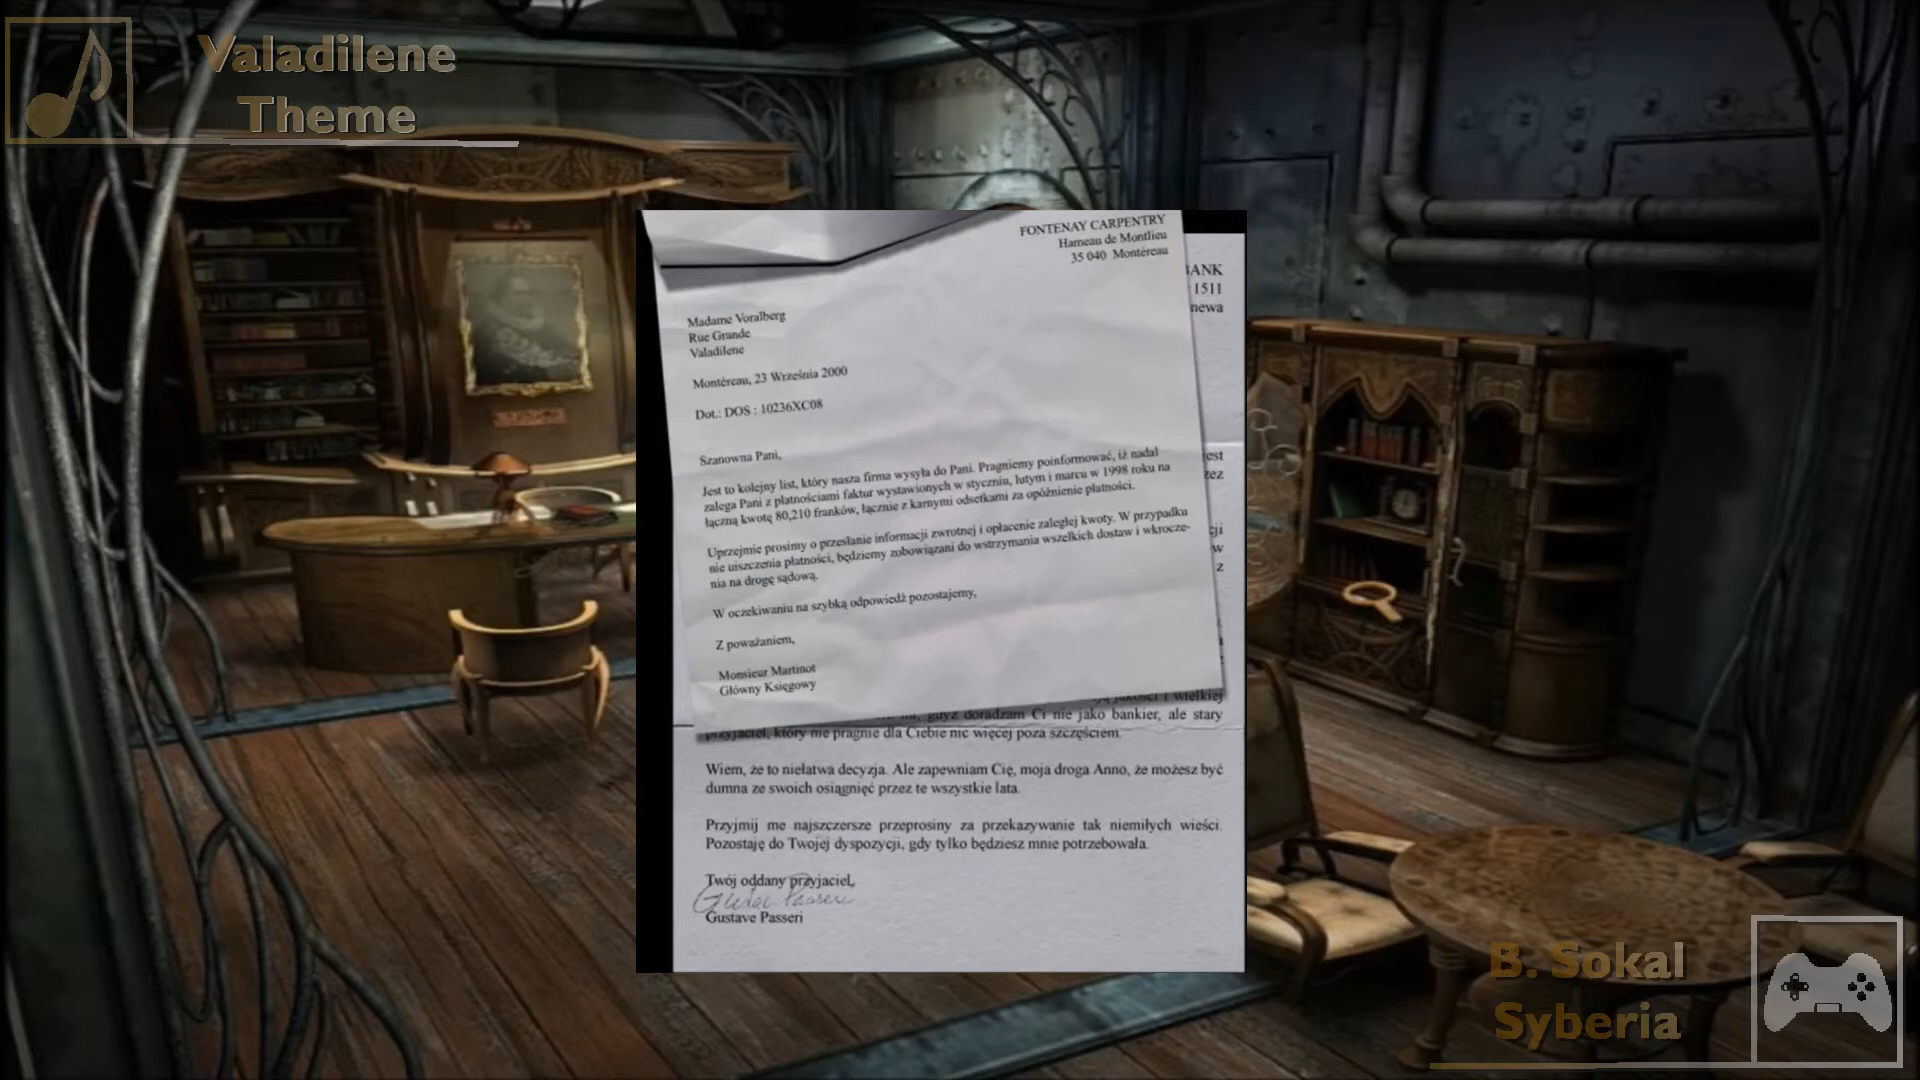 Valadilene
Theme
FONTENAY CARPENTRY
Hameau de Montlieu
35 040 Montéreau
BANK
1511
newa
Madame Voralberg
Rue Grande
Valadilene
Montéreau, 23 Września 2000
Dot.: DOS : 10236XC08
Szanowna Pani,
Jest to kolejny list, który nasza firma wysyła do Pani. Pragniemy poinformować, iż nadal
zalega Pani z płatnościami faktur wystawionych w styczniu, lutym i marcu w 1998 roku na
łączną kwotę 80,210 franków, łącznie z karnymi odsetkami za opóźnienie płatności.
Uprzejmie prosimy o przesłanie informacji zwrotnej i opłacenie zaległej kwoty. W przypadku
nie uiszczenia płatności, będziemy zobowiązani do wstrzymania wszelkich dostaw i wkrocze-
nia na drogę sądową.
W oczekiwaniu na szybką odpowiedź pozostajemy,
Z poważaniem,
Monsieur Martinot
Główny Księgowy
jakości i wielkiej
gdyż doradzam Ci nie jako bankier, ale stary
przyjaciel, który nie pragnie dla Ciebie nic więcej poza szczęściem.
Wiem, że to niełatwa decyzja. Ale zapewniam Cię, moja droga Anno, że możesz być
dumna ze swoich osiągnięć przez te wszystkie lata.
Przyjmij me najszczersze przeprosiny za przekazywanie tak niemiłych wieści.
Pozostaję do Twojej dyspozycji, gdy tylko będziesz mnie potrzebowała.
Twój oddany przyjaciel,
Gustave Passeri
B. Sokal
Syberia